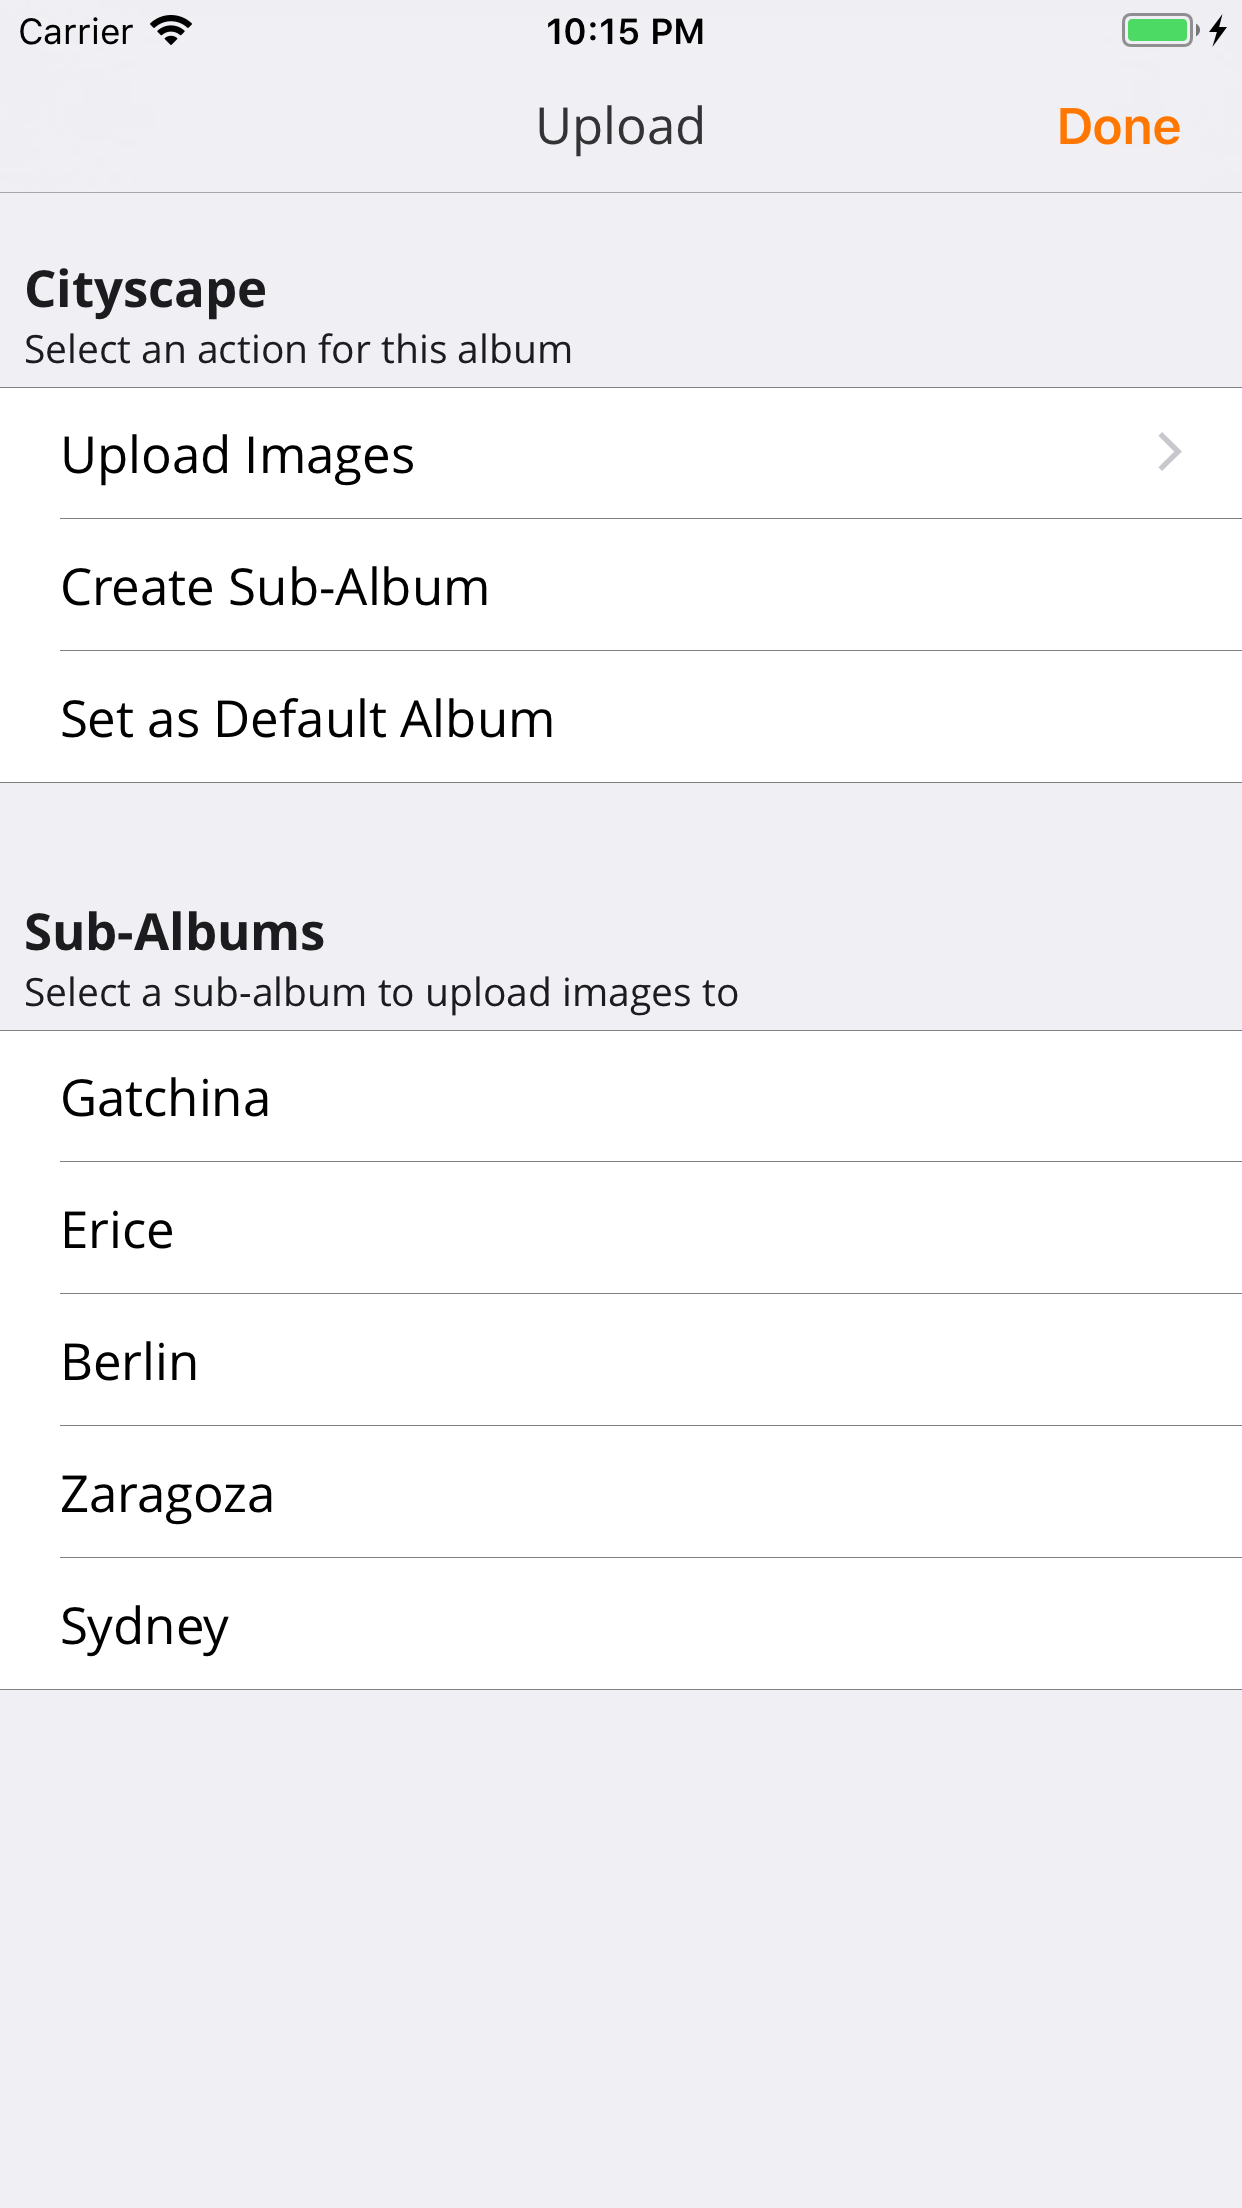 Carrier 10:15 PM
Upload Done
Cityscape
Select an action for this album
Upload Images
Create Sub-Album
Set as Default Album
Sub-Albums
Select a sub-album to upload images to
Gatchina
Erice
Berlin
Zaragoza
Sydney